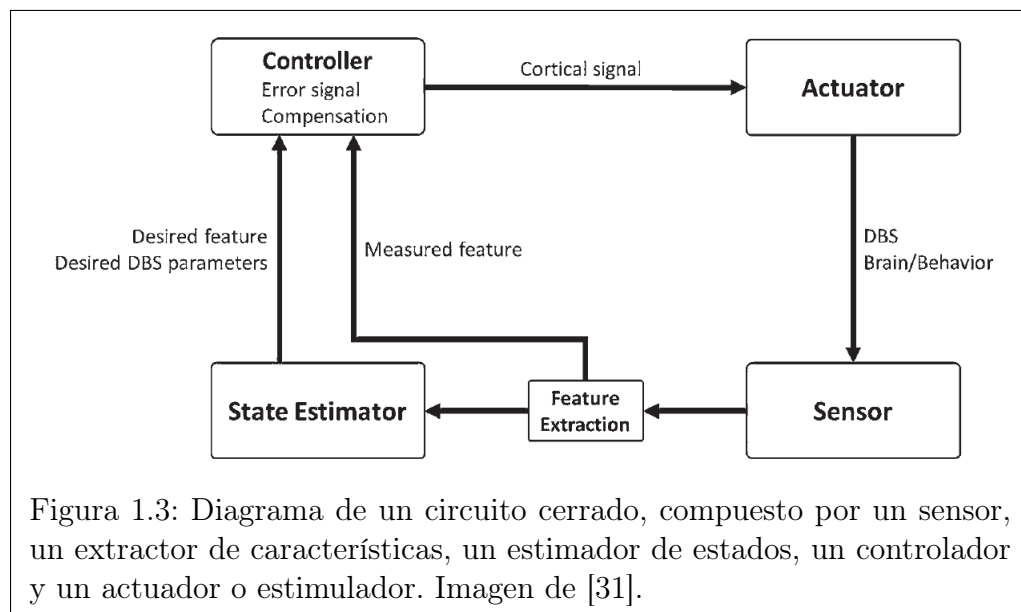 Controller
Error signal
Compensation
Cortical signal
Actuator
Desired feature
Desired DBS parameters
Measured feature
DBS
Brain/Behavior
State Estimator
Feature
Extraction
Sensor
Figura 1.3: Diagrama de un circuito cerrado, compuesto por un sensor,
un extractor de características, un estimador de estados, un controlador
y un actuador o estimulador. Imagen de [31].